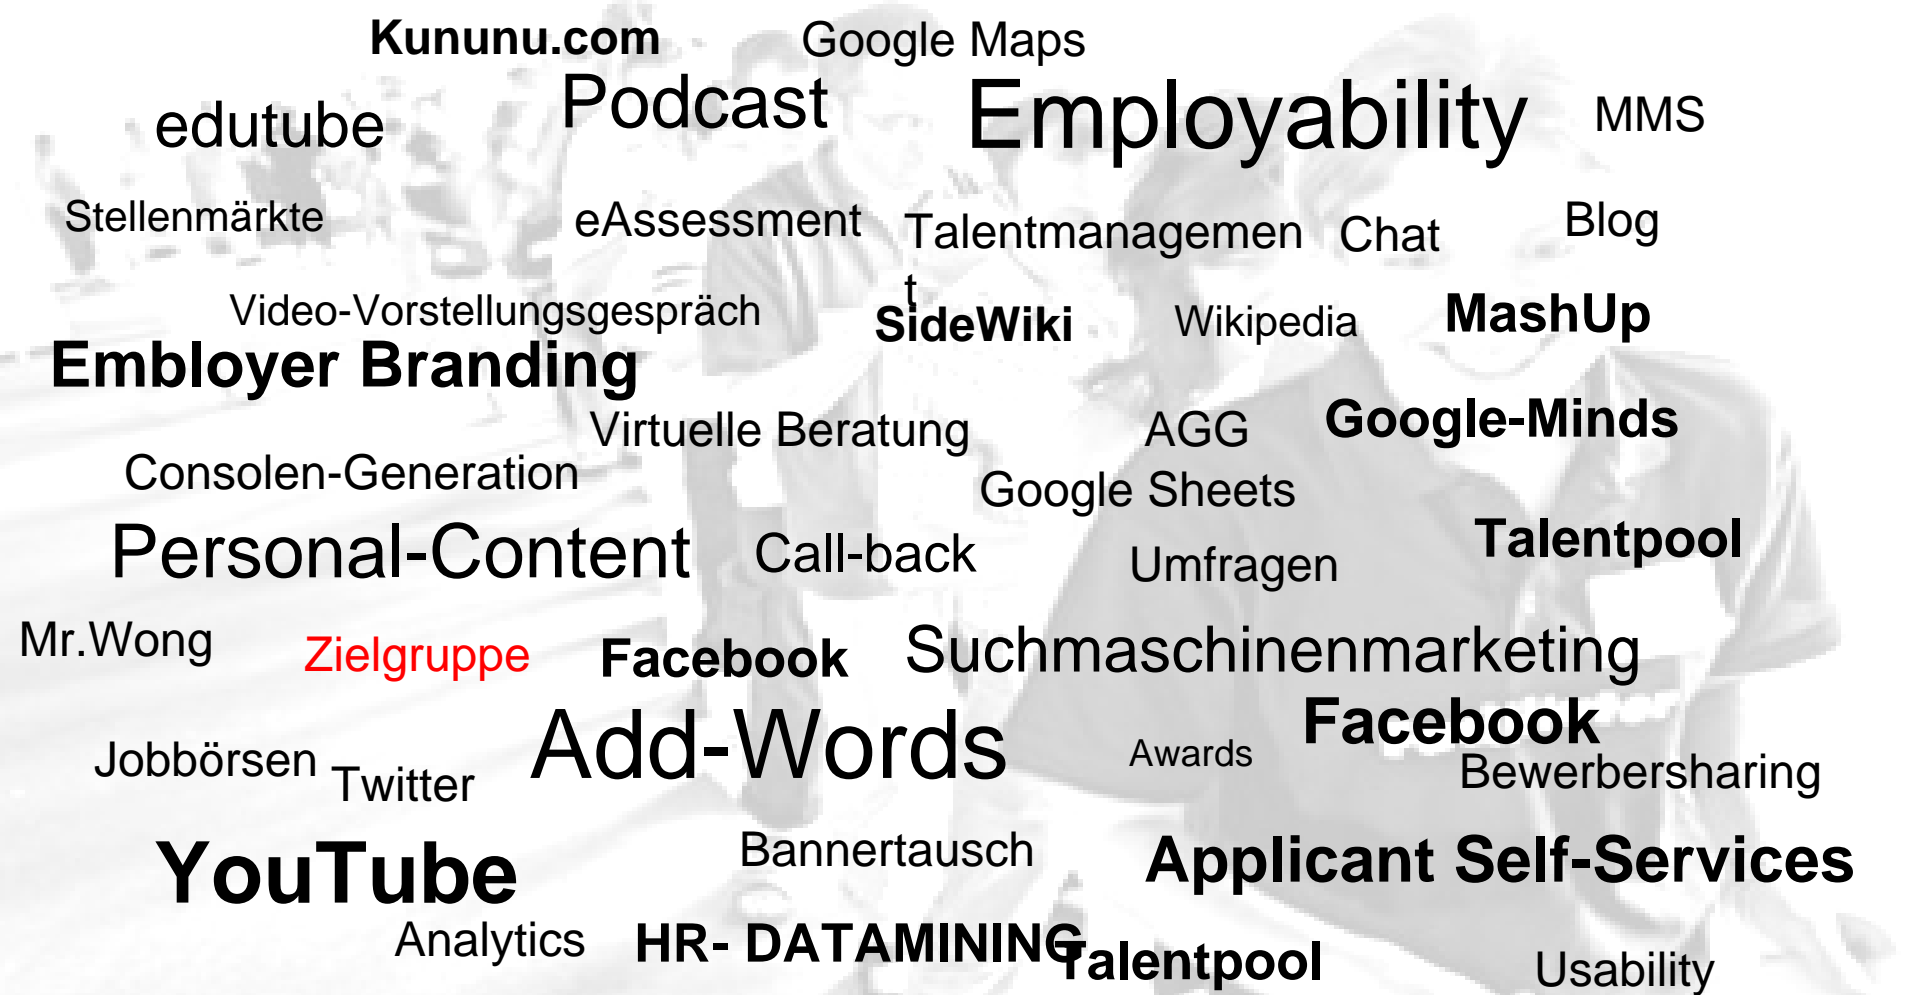 Kununu.com
Google Maps
Podcast
Employability
MMS
edutube
Stellenmärkte
eAssessment
Talentmanagemen
t
Chat
Blog
Video-Vorstellungsgespräch
SideWiki
Wikipedia
MashUp
Embloyer Branding
Virtuelle Beratung
AGG
Google-Minds
Consolen-Generation
Google Sheets
Personal-Content
Call-back
Umfragen
Talentpool
Mr.Wong
Zielgruppe
Facebook
Suchmaschinenmarketing
Facebook
Jobbörsen
Twitter
Add-Words
Awards
Bewerbersharing
YouTube
Bannertausch
Applicant Self-Services
Analytics
HR- DATAMINING
Talentpool
Usability